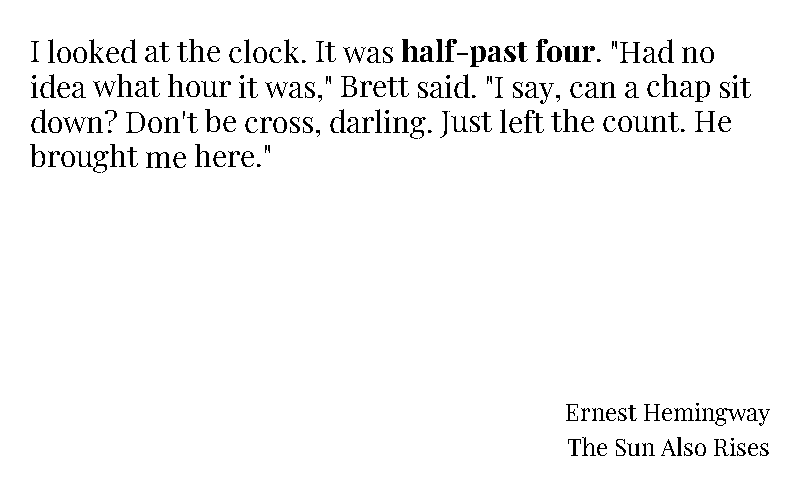 I looked at the clock. It was half-past four. "Had no
idea what hour it was," Brett said. "I say, can a chap sit
down? Don't be cross, darling. Just left the count. He
brought me here."
Ernest Hemingway
The Sun Also Rises